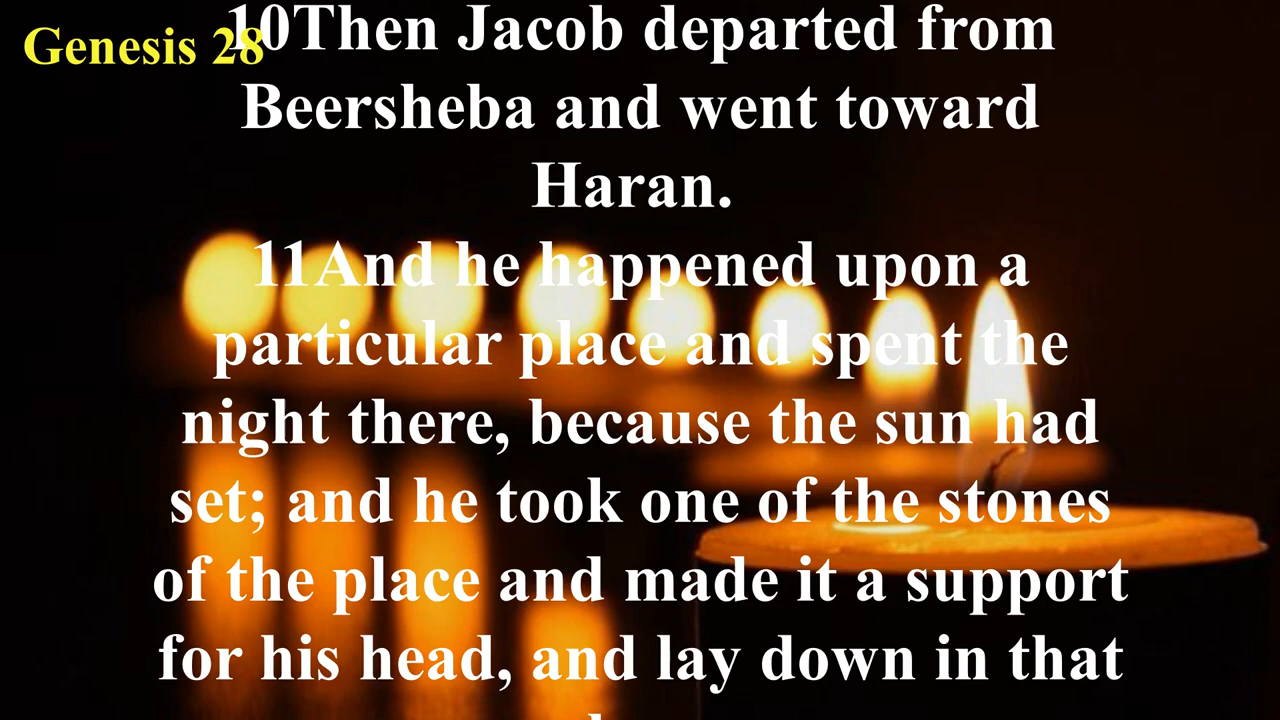 Genesis 28
10Then Jacob departed from
Beersheba and went toward
Haran.
11And he happened upon a
particular place and spent the
night there, because the sun had
set; and he took one of the stones
of the place and made it a support
for his head, and lay down in that